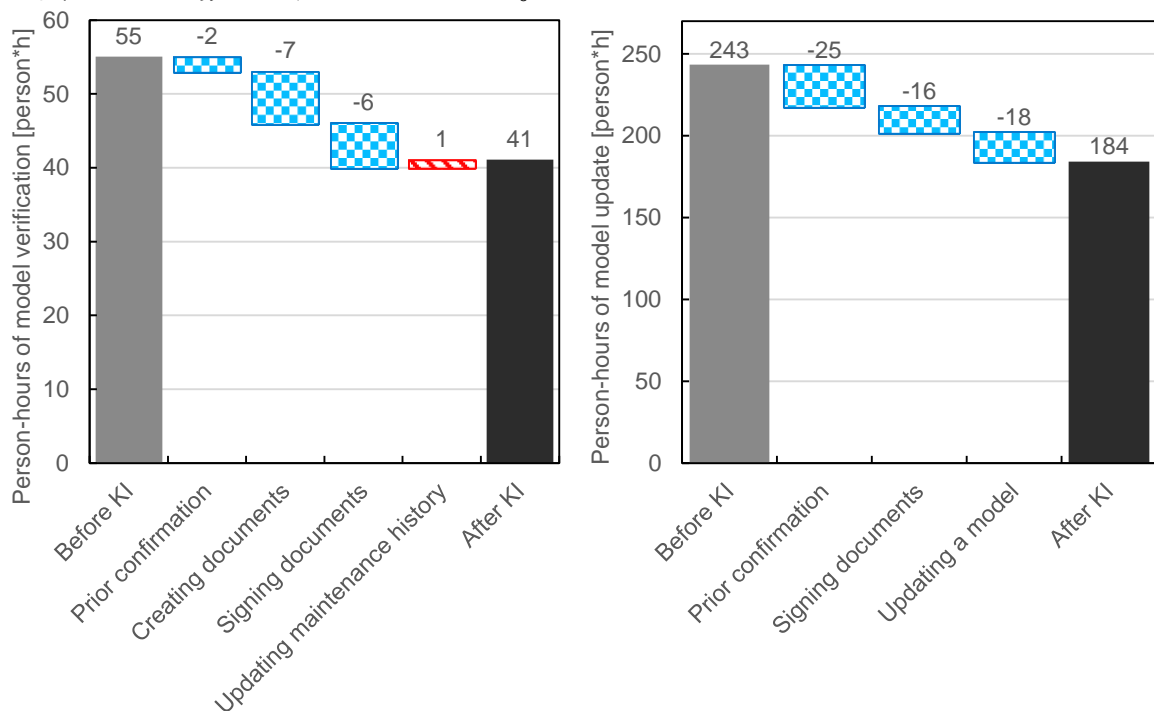 Person-hours of model verification [person*h]
60
50
40
30
20
10
0
55
-2
-7
-6
1
41
Before KI
Prior confirmation
Creating documents
Signing documents
Updating maintenance history
After KI
Person-hours of model update [person*h]
250
200
150
100
50
0
243
-25
-16
-18
184
Before KI
Prior confirmation
Signing documents
Updating a model
After KI